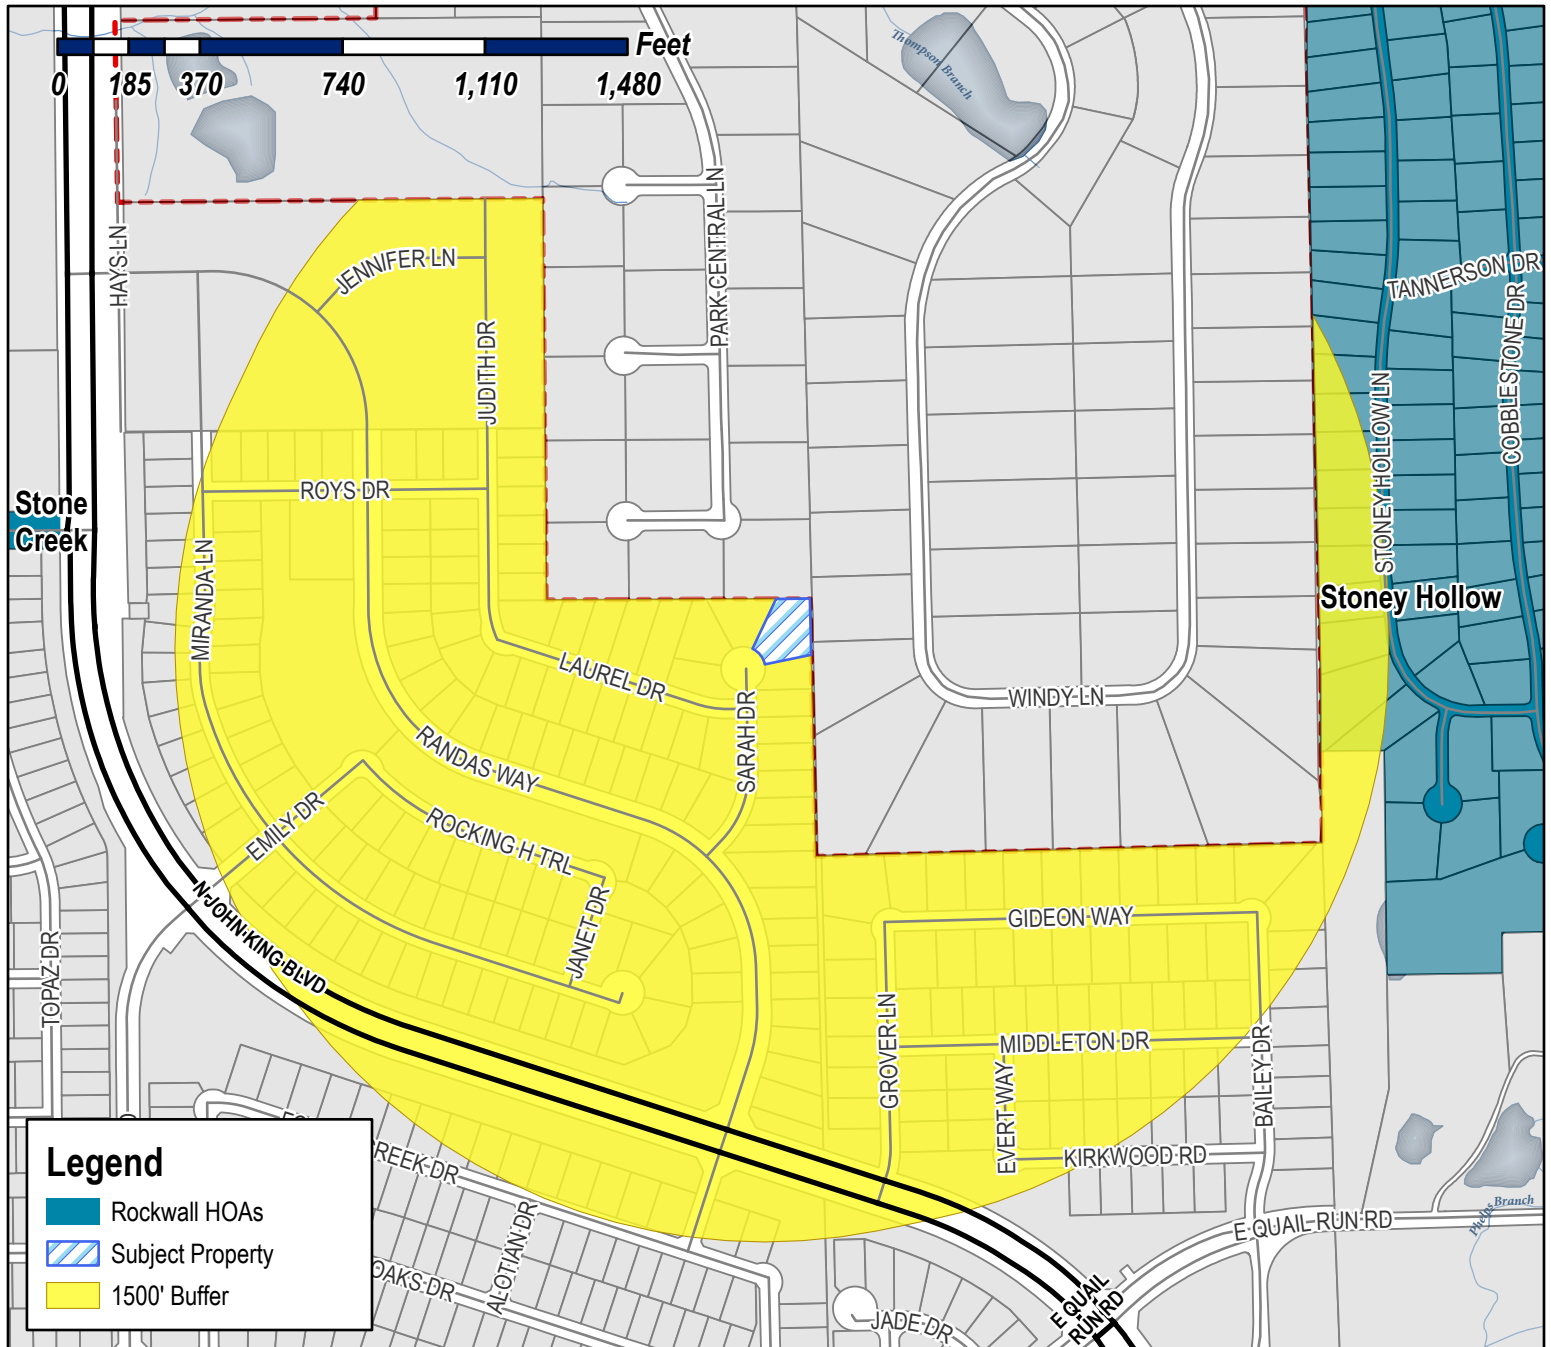 Feet
0 185 370 740 1,110 1,480
Thompson Branch
HAYS LN
JENNIFER LN
JUDITH DR
PARK CENTRAL LN
TANNERSON DR
COBBLESTONE DR
STONEY HOLLOW LN
Stone
Creek
ROYS DR
MIRANDA LN
Stoney Hollow
LAUREL DR
WINDY LN
SARAH DR
RANDAS WAY
EMILY DR
ROCKING H TRL
JANET DR
N JOHN KING BLVD
TOPAZ DR
GIDEON WAY
GROVER LN
MIDDLETON DR
EVERT WAY
BAILEY DR
KIRKWOOD RD
E QUAIL RUN RD
Phelps Branch
REEK DR
ALOTIAN DR
OAKS DR
JADE DR
E QUAIL
RUN RD
Legend
Rockwall HOAs
Subject Property
1500' Buffer